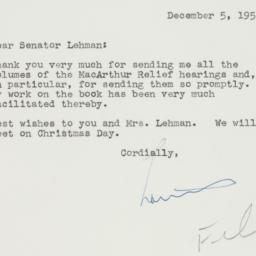 December 5, 195
ear Senator Lehman:
hank you very much for sending me all the
olumes of the MacArthur Relief hearings and,
n particular, for sending them so promptly.
y work on the book has been very much
acilitated thereby.
est wishes to you and Mrs. Lehman. We will
eet on Christmas Day.
Cordially,